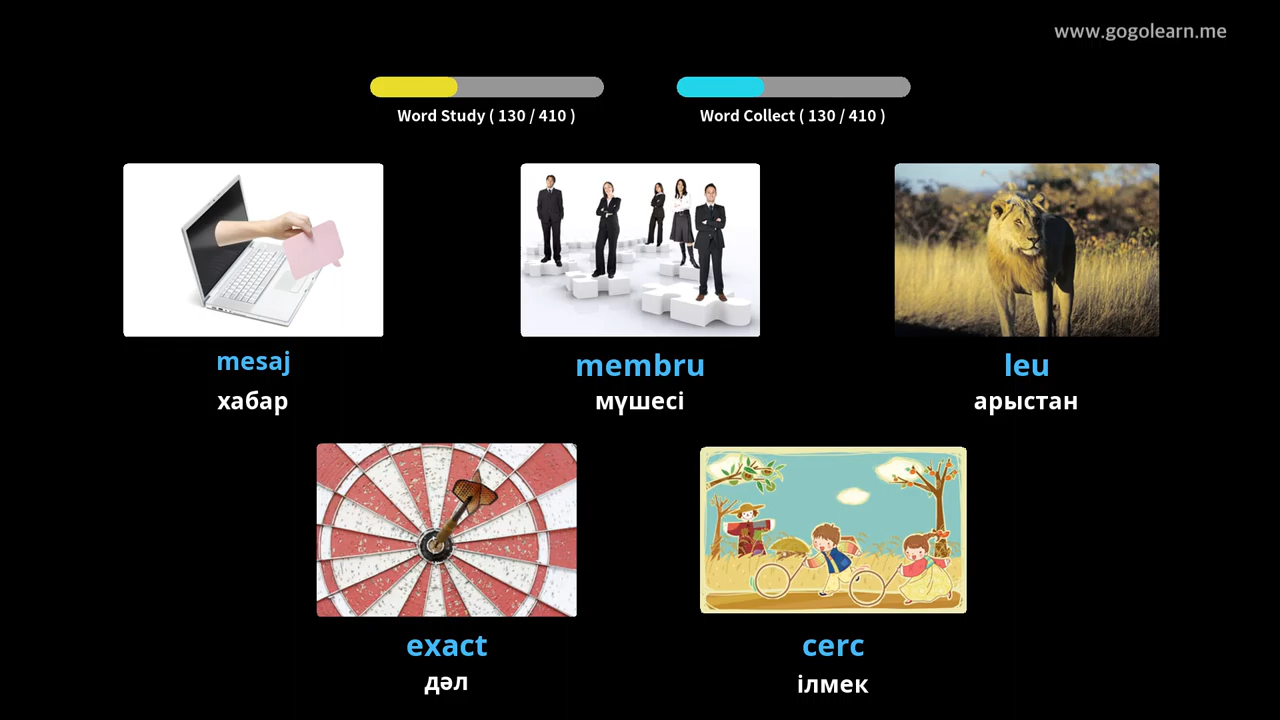 www.gogolearn.me
Word Study ( 130 / 410 )
Word Collect ( 130 / 410 )
mesaj
хабар
membru
мүшесі
leu
арыстан
exact
дәл
cerc
ілмек